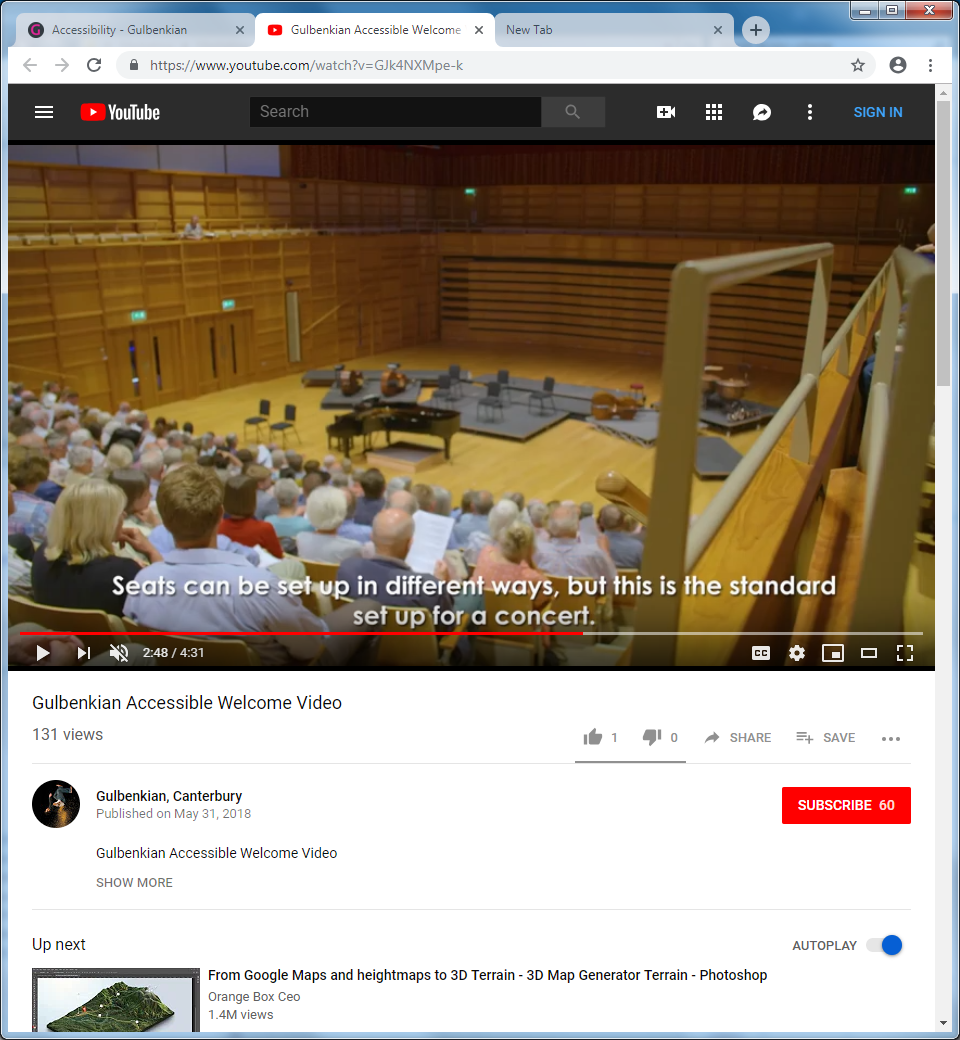 Accessibility - Gulbenkian
Gulbenkian Accessible Welcome
New Tab
https://www.youtube.com/watch?v=GJk4NXMpe-k
YouTube
Search
SIGN IN
Seats can be set up in different ways, but this is the standard
set up for a concert.
2:48 / 4:31
CC
Gulbenkian Accessible Welcome Video
131 views
1
0
SHARE
SAVE
Gulbenkian, Canterbury
Published on May 31, 2018
SUBSCRIBE 60
Gulbenkian Accessible Welcome Video
SHOW MORE
Up next
AUTOPLAY
From Google Maps and heightmaps to 3D Terrain - 3D Map Generator Terrain - Photoshop
Orange Box Ceo
1.4M views